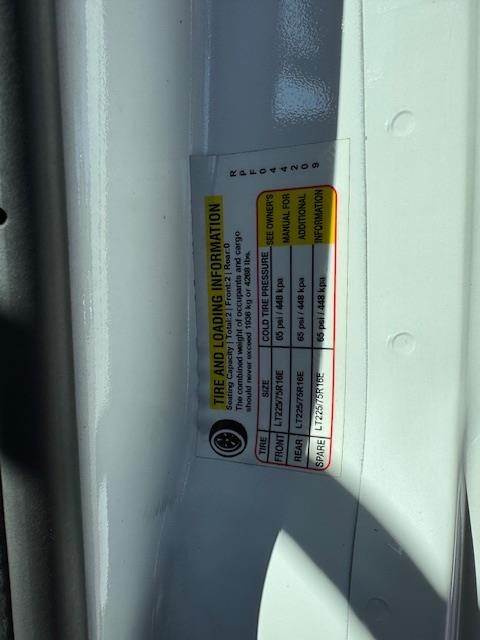 TIRE AND LOADING INFORMATION
Seating Capacity | Total:2 | Front:2 | Rear:0
The combined weight of occupants and cargo
should never exceed 1936 kg or 4268 lbs.
RPF044209
TIRE SIZE COLD TIRE PRESSURE SEE OWNER'S
FRONT LT225/75R16E 65 psi / 448 kpa MANUAL FOR
REAR LT225/75R16E 65 psi / 448 kpa ADDITIONAL
SPARE LT225/75R16E 65 psi / 448 kpa INFORMATION